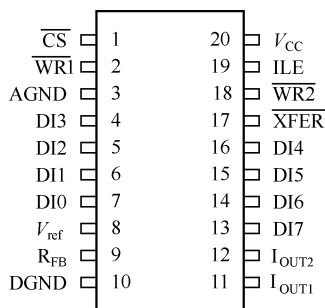 CS 1 20 VCC
WR1 2 19 ILE
AGND 3 18 WR2
DI3 4 17 XFER
DI2 5 16 DI4
DI1 6 15 DI5
DI0 7 14 DI6
Vref 8 13 DI7
RFB 9 12 IOUT2
DGND 10 11 IOUT1